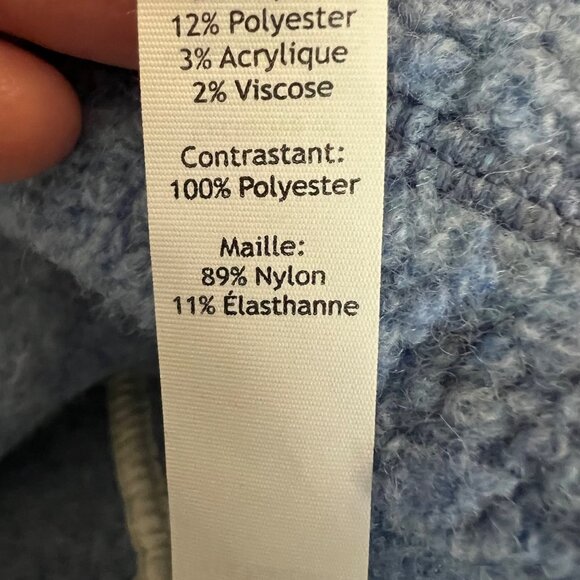 12% Polyester
3% Acrylique
2% Viscose
Contrastant:
100% Polyester
Maille:
89% Nylon
11% Élasthanne